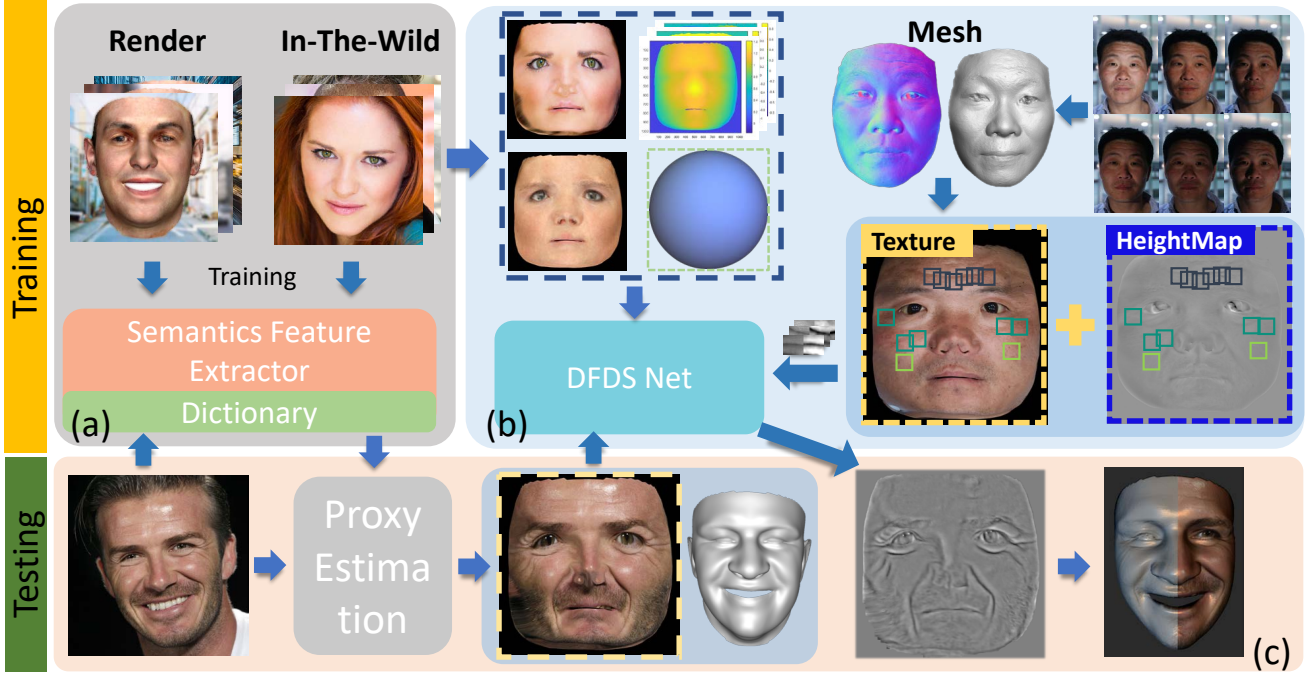 Training
Testing
Render
In-The-Wild
Training
Semantics Feature
Extractor
Dictionary
(a)
DFDS Net
(b)
Mesh
Texture
HeightMap
Proxy
Estima
tion
(c)